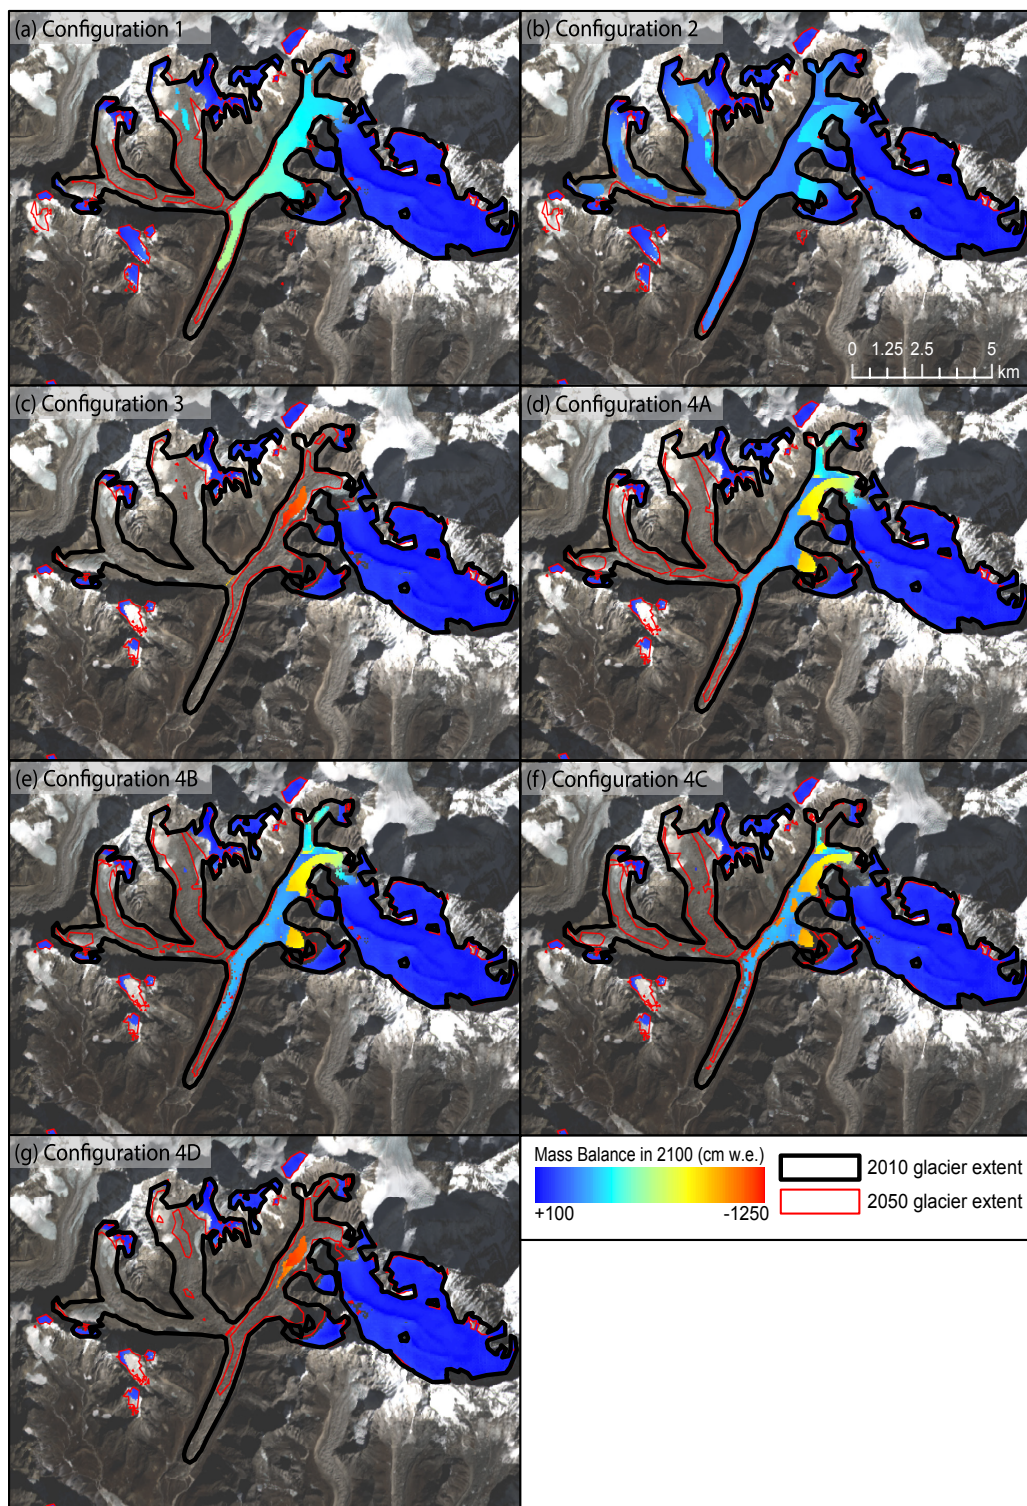 (a) Configuration 1
(b) Configuration 2
0 1.25 2.5 5
km
(c) Configuration 3
(d) Configuration 4A
(e) Configuration 4B
(f) Configuration 4C
(g) Configuration 4D
Mass Balance in 2100 (cm w.e.)
+100 -1250
2010 glacier extent
2050 glacier extent